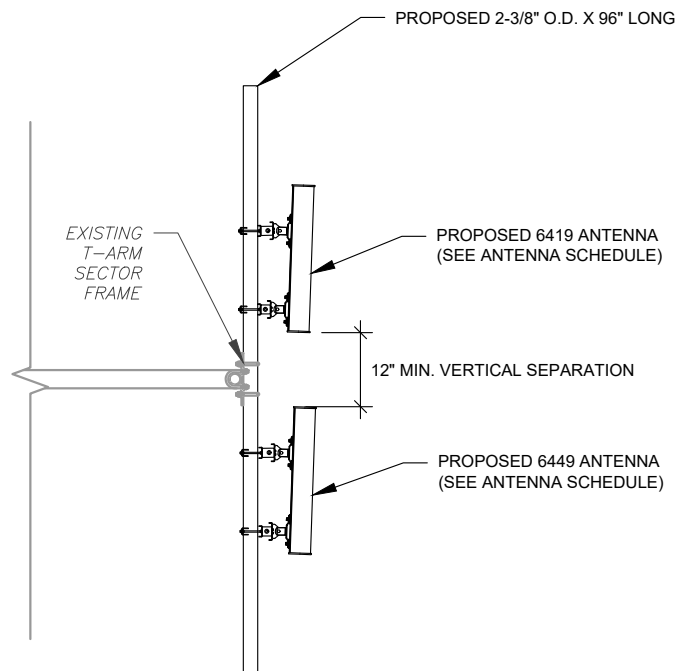 PROPOSED 2-3/8" O.D. X 96" LONG
EXISTING
T-ARM
SECTOR
FRAME
PROPOSED 6419 ANTENNA
(SEE ANTENNA SCHEDULE)
12" MIN. VERTICAL SEPARATION
PROPOSED 6449 ANTENNA
(SEE ANTENNA SCHEDULE)